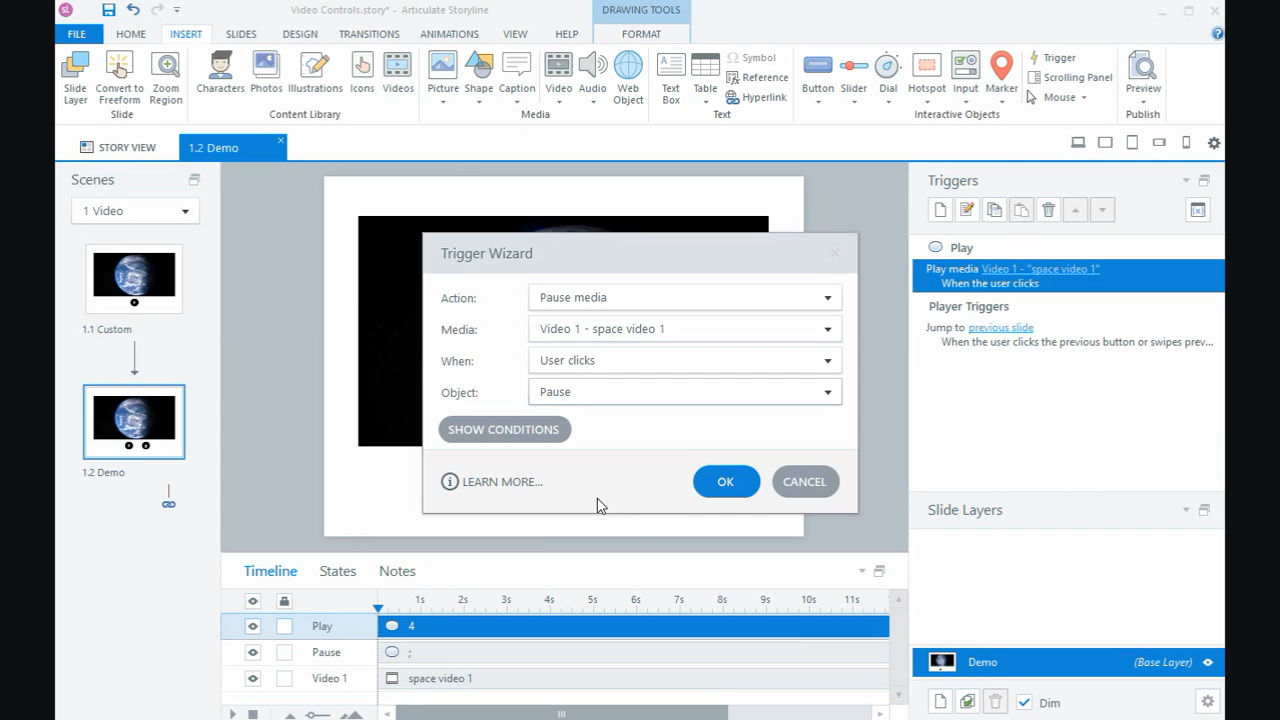 sl
Video Controls.story* - Articulate Storyline
DRAWING TOOLS
FILE HOME INSERT SLIDES DESIGN TRANSITIONS ANIMATIONS VIEW HELP FORMAT
Slide Layer
Convert to Freeform
Zoom Region
Characters
Photos
Illustrations
Icons
Videos
Picture
Shape
Caption
Video
Audio
Web Object
Text Box
Table
Symbol
Reference
Hyperlink
Button
Slider
Dial
Hotspot
Input
Marker
Trigger
Scrolling Panel
Mouse
Preview
Slide
Content Library
Media
Text
Interactive Objects
Publish
STORY VIEW
1.2 Demo
Scenes
1 Video
1.1 Custom
1.2 Demo
Trigger Wizard
Action: Pause media
Media: Video 1 - space video 1
When: User clicks
Object: Pause
SHOW CONDITIONS
LEARN MORE...
OK
CANCEL
Triggers
Play
Play media Video 1 - "space video 1"
When the user clicks
Player Triggers
Jump to previous slide
When the user clicks the previous button or swipes prev...
Slide Layers
Demo (Base Layer)
Dim
Timeline States Notes
1s 2s 3s 4s 5s 6s 7s 8s 9s 10s 11s
Play 4
Pause ;
Video 1 space video 1